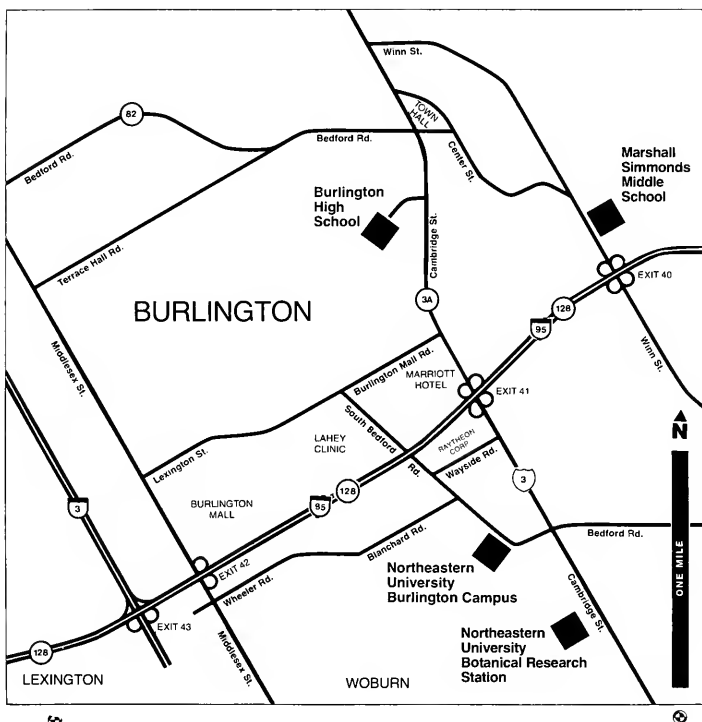 Winn St.
TOWN
HALL
82
Bedford Rd.
Bedford Rd.
Center St.
Marshall
Simmonds
Middle
School
Burlington
High
School
Cambridge St.
Terrace Hall Rd.
EXIT 40
3A
128
95
BURLINGTON
Middlesex St.
Burlington Mall Rd.
MARRIOTT
HOTEL
Winn St.
EXIT 41
South Bedford
Rd.
LAHEY
CLINIC
RAYTHEON
CORP
Wayside Rd.
N
Lexington St.
3
3
128
95
BURLINGTON
MALL
Bedford Rd.
Blanchard Rd.
EXIT 42
Wheeler Rd.
Northeastern
University
Burlington Campus
ONE MILE
Cambridge St.
EXIT 43
Northeastern
University
Botanical Research
Station
Middlesex St.
128
LEXINGTON
WOBURN